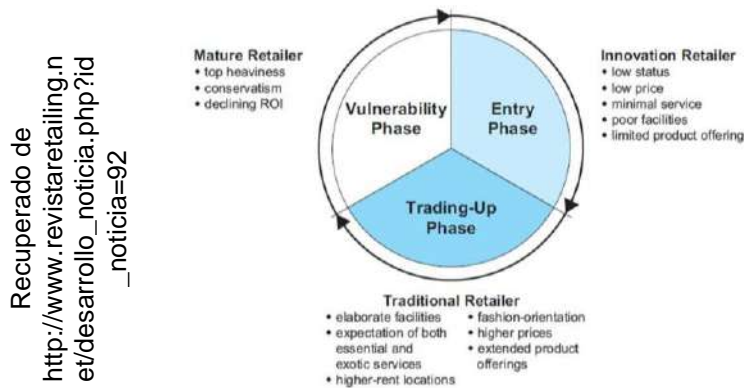 Recuperado de
http://www.revistaretailing.n
et/desarrollo_noticia.php?id
_noticia=92
Mature Retailer
• top heaviness
• conservatism
• declining ROI
Vulnerability
Phase
Entry
Phase
Innovation Retailer
• low status
• low price
• minimal service
• poor facilities
• limited product offering
Trading-Up
Phase
Traditional Retailer
• elaborate facilities
• expectation of both
essential and
exotic services
• higher-rent locations
• fashion-orientation
• higher prices
• extended product
offerings